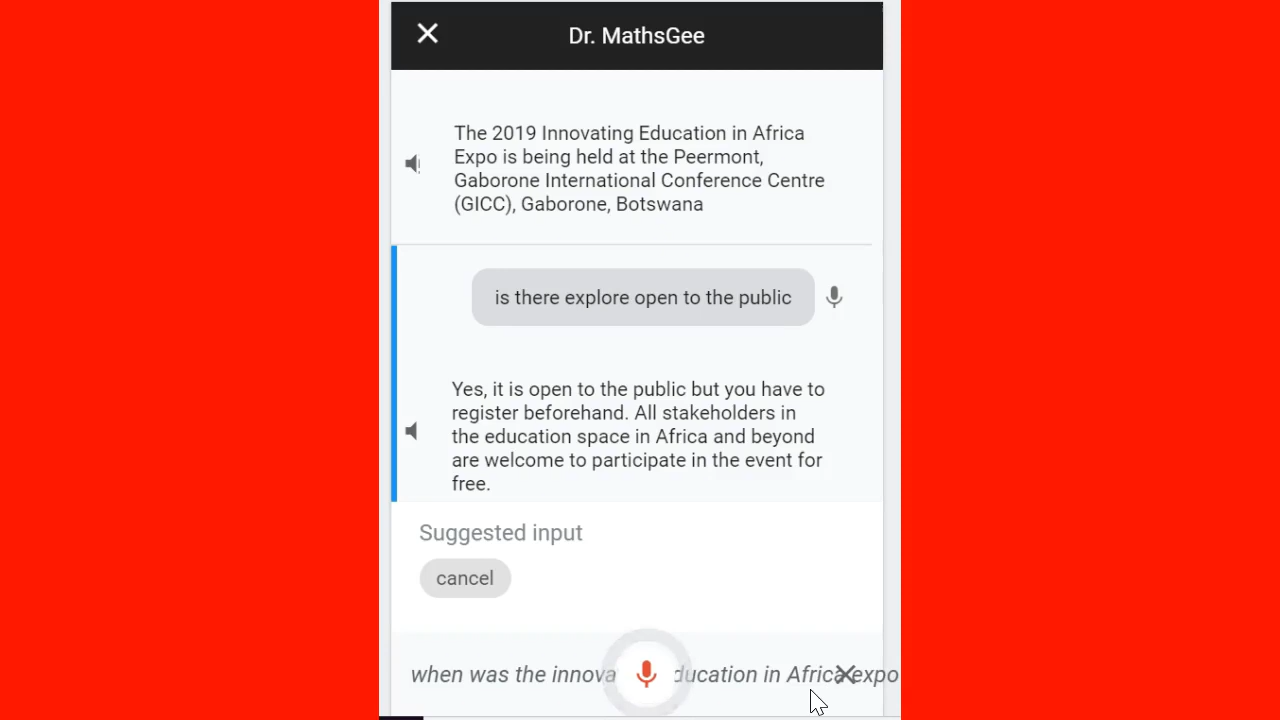 Dr. MathsGee
The 2019 Innovating Education in Africa
Expo is being held at the Peermont,
Gaborone International Conference Centre
(GICC), Gaborone, Botswana
is there explore open to the public
Yes, it is open to the public but you have to
register beforehand. All stakeholders in
the education space in Africa and beyond
are welcome to participate in the event for
free.
Suggested input
cancel
when was the innova ducation in Africa expo